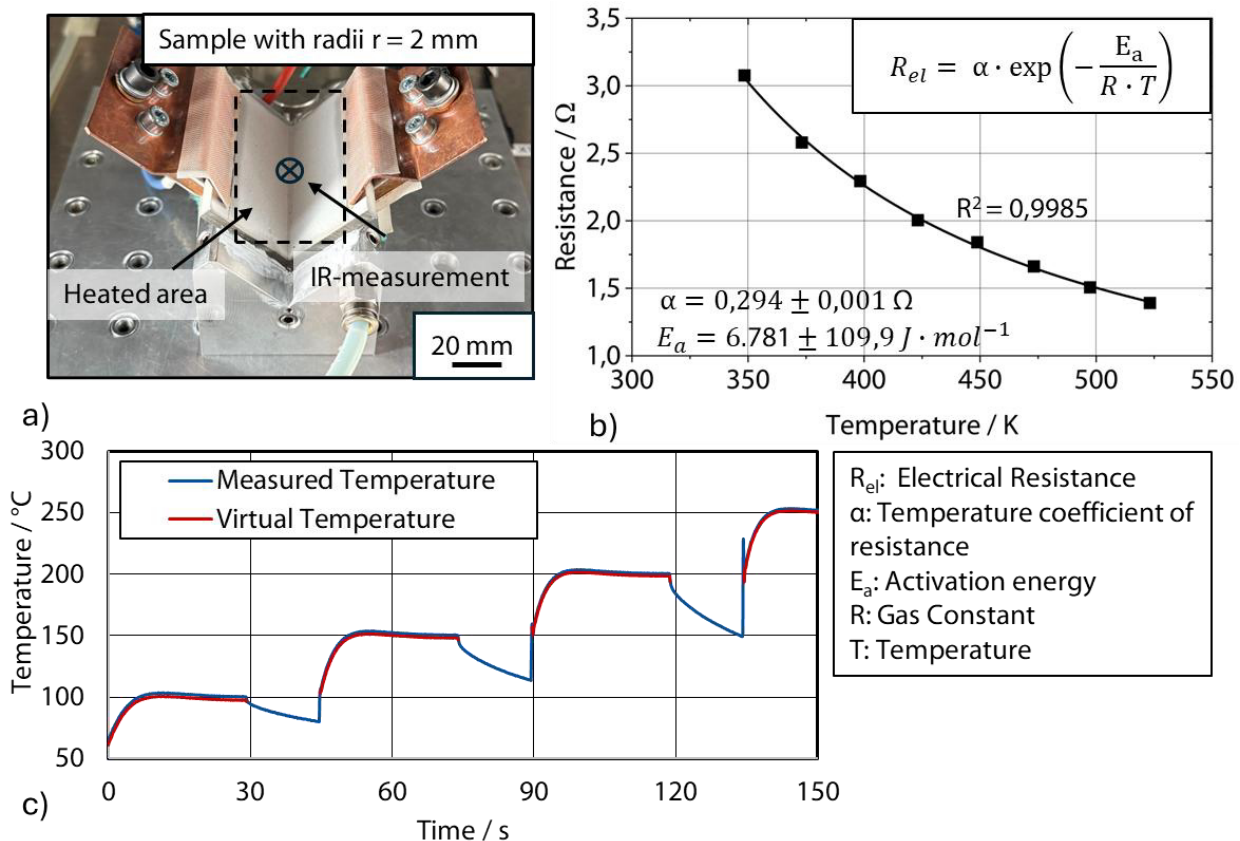 Sample with radii r = 2 mm
Heated area
IR-measurement
20 mm
a)
3,5
3,0
2,5
2,0
1,5
1,0
Resistance / Ω
R_el = α · exp(− E_a / R · T)
R² = 0,9985
α = 0,294 ± 0,001 Ω
E_a = 6.781 ± 109,9 J · mol⁻¹
300 350 400 450 500 550
b)
Temperature / K
300
250
200
150
100
50
Temperature / °C
Measured Temperature
Virtual Temperature
0 30 60 90 120 150
c)
Time / s
R_el: Electrical Resistance
α: Temperature coefficient of
resistance
E_a: Activation energy
R: Gas Constant
T: Temperature